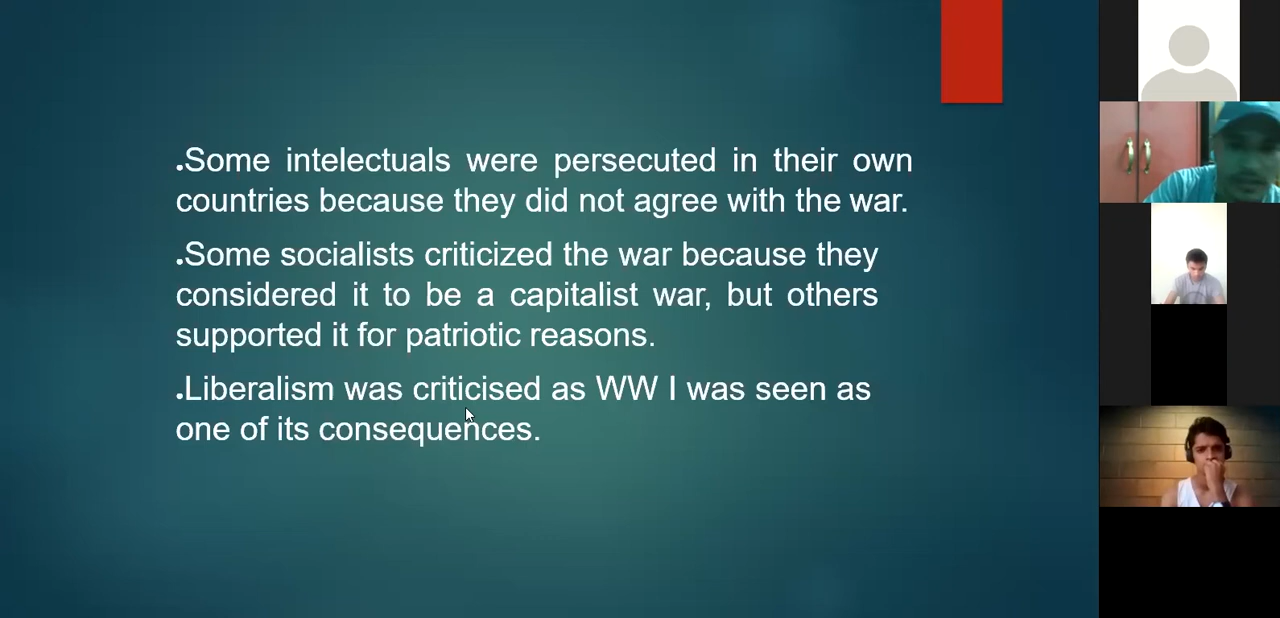 .Some intelectuals were persecuted in their own
countries because they did not agree with the war.
.Some socialists criticized the war because they
considered it to be a capitalist war, but others
supported it for patriotic reasons.
.Liberalism was criticised as WW I was seen as
one of its consequences.